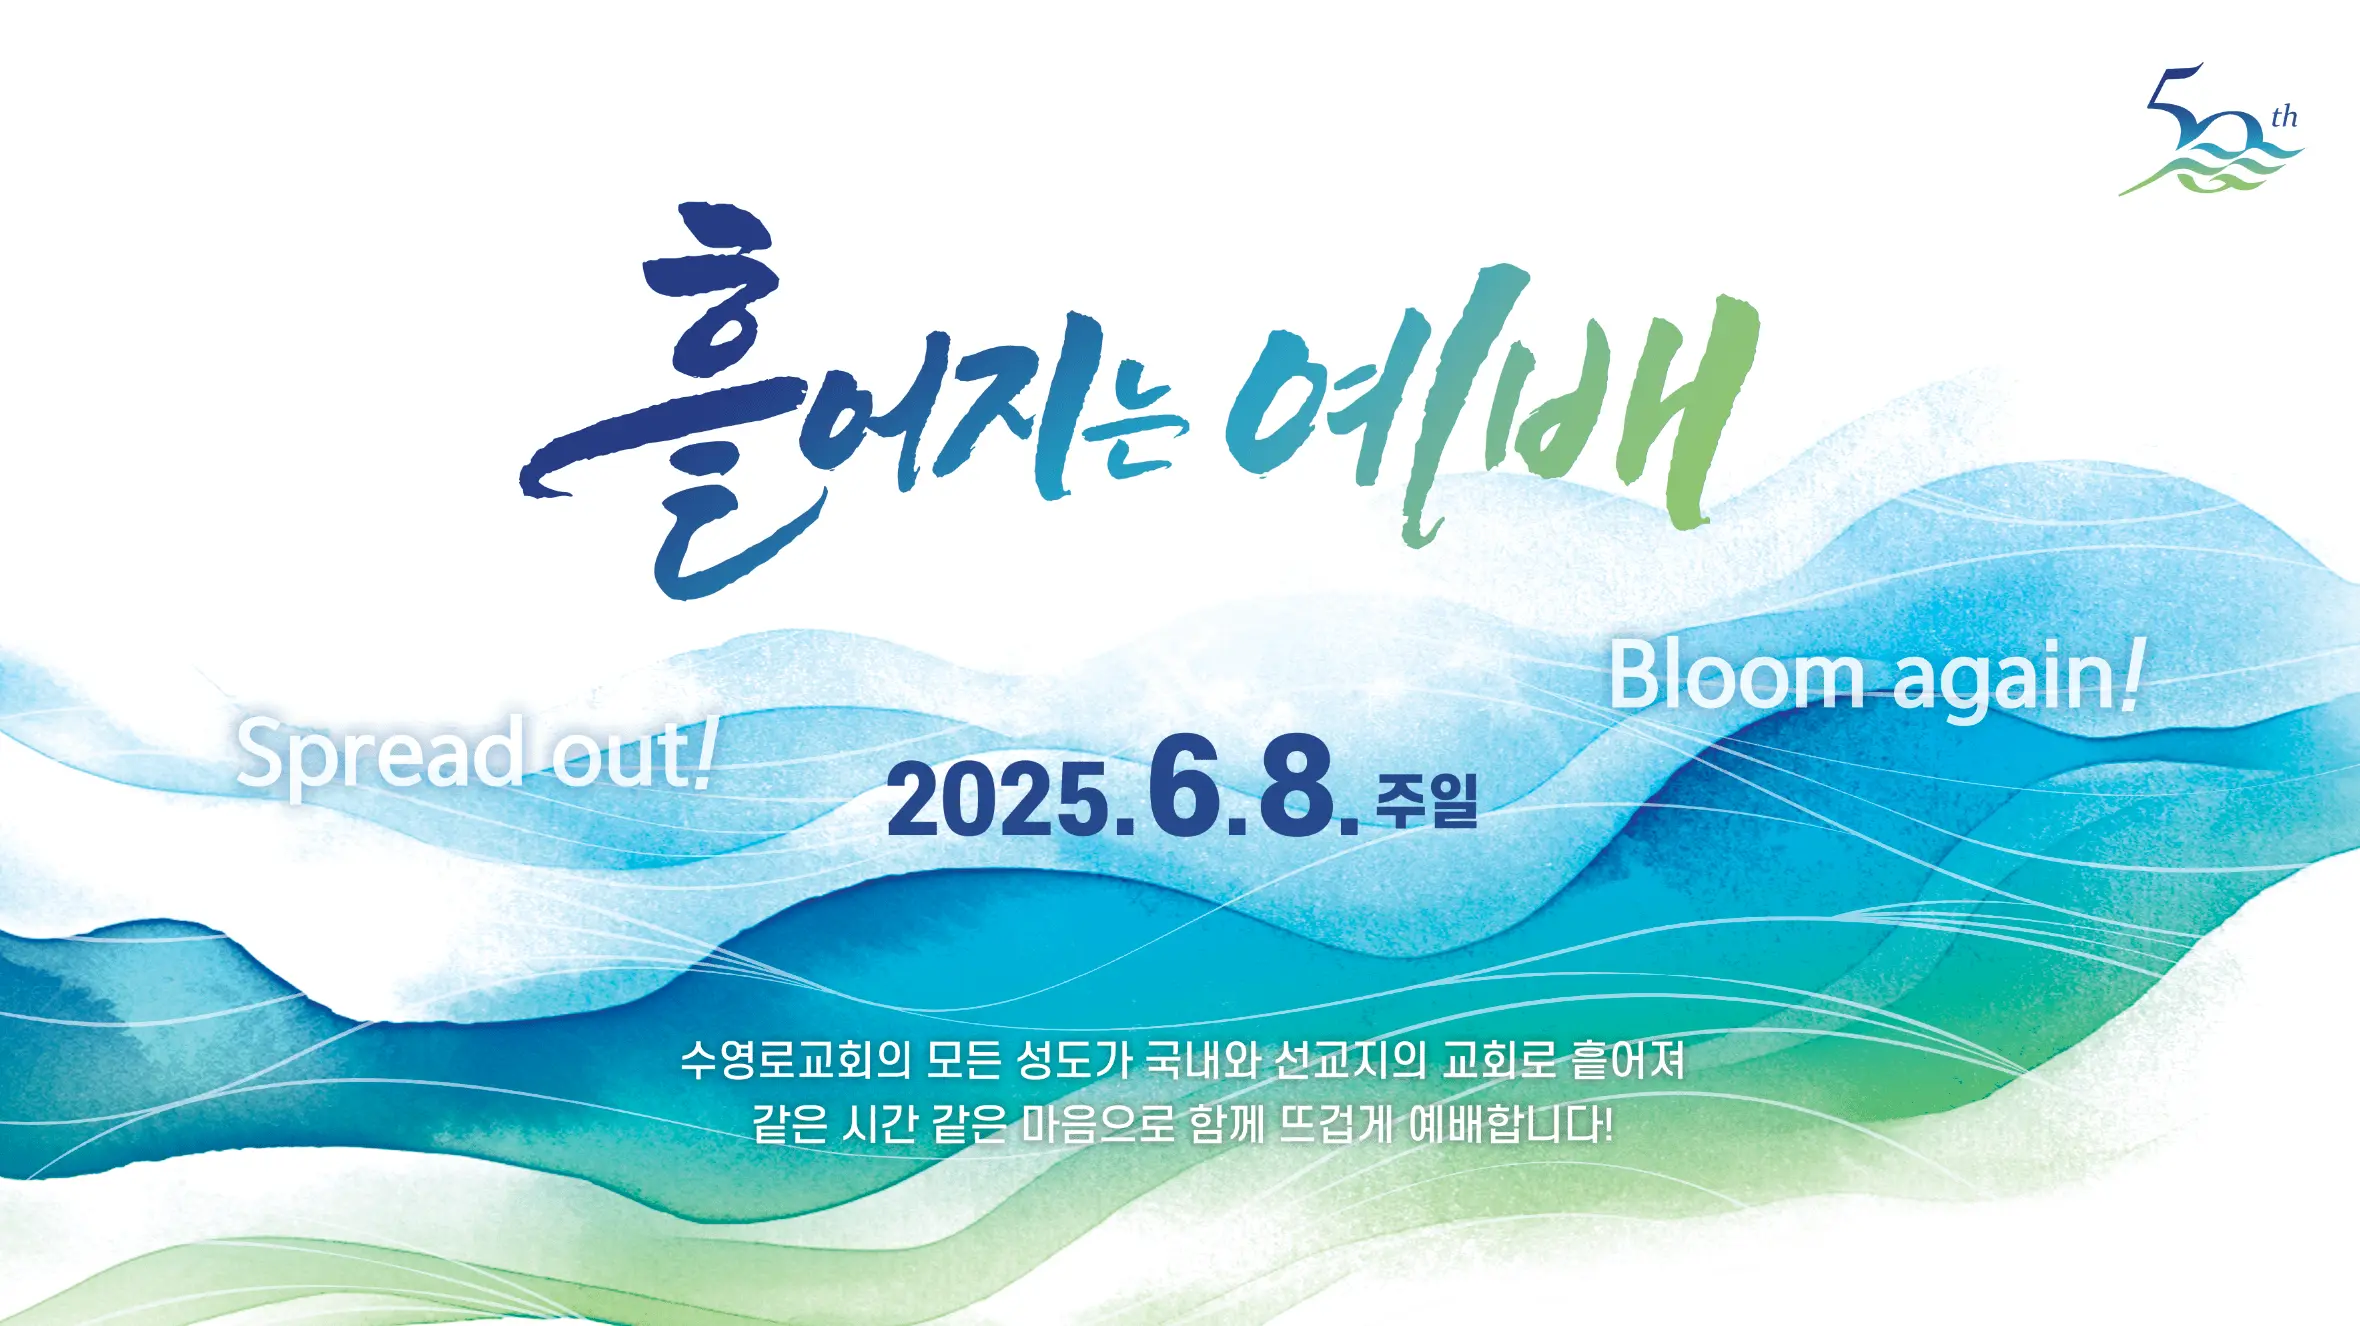 50th
흩어지는 예배
Spread out!
Bloom again!
2025. 6. 8. 주일
수영로교회의 모든 성도가 국내와 선교지의 교회로 흩어져
같은 시간 같은 마음으로 함께 뜨겁게 예배합니다!